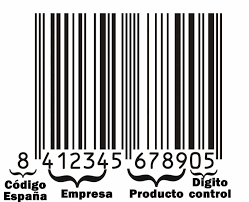 8 412345 678905
Código España
Empresa
Producto
Dígito control